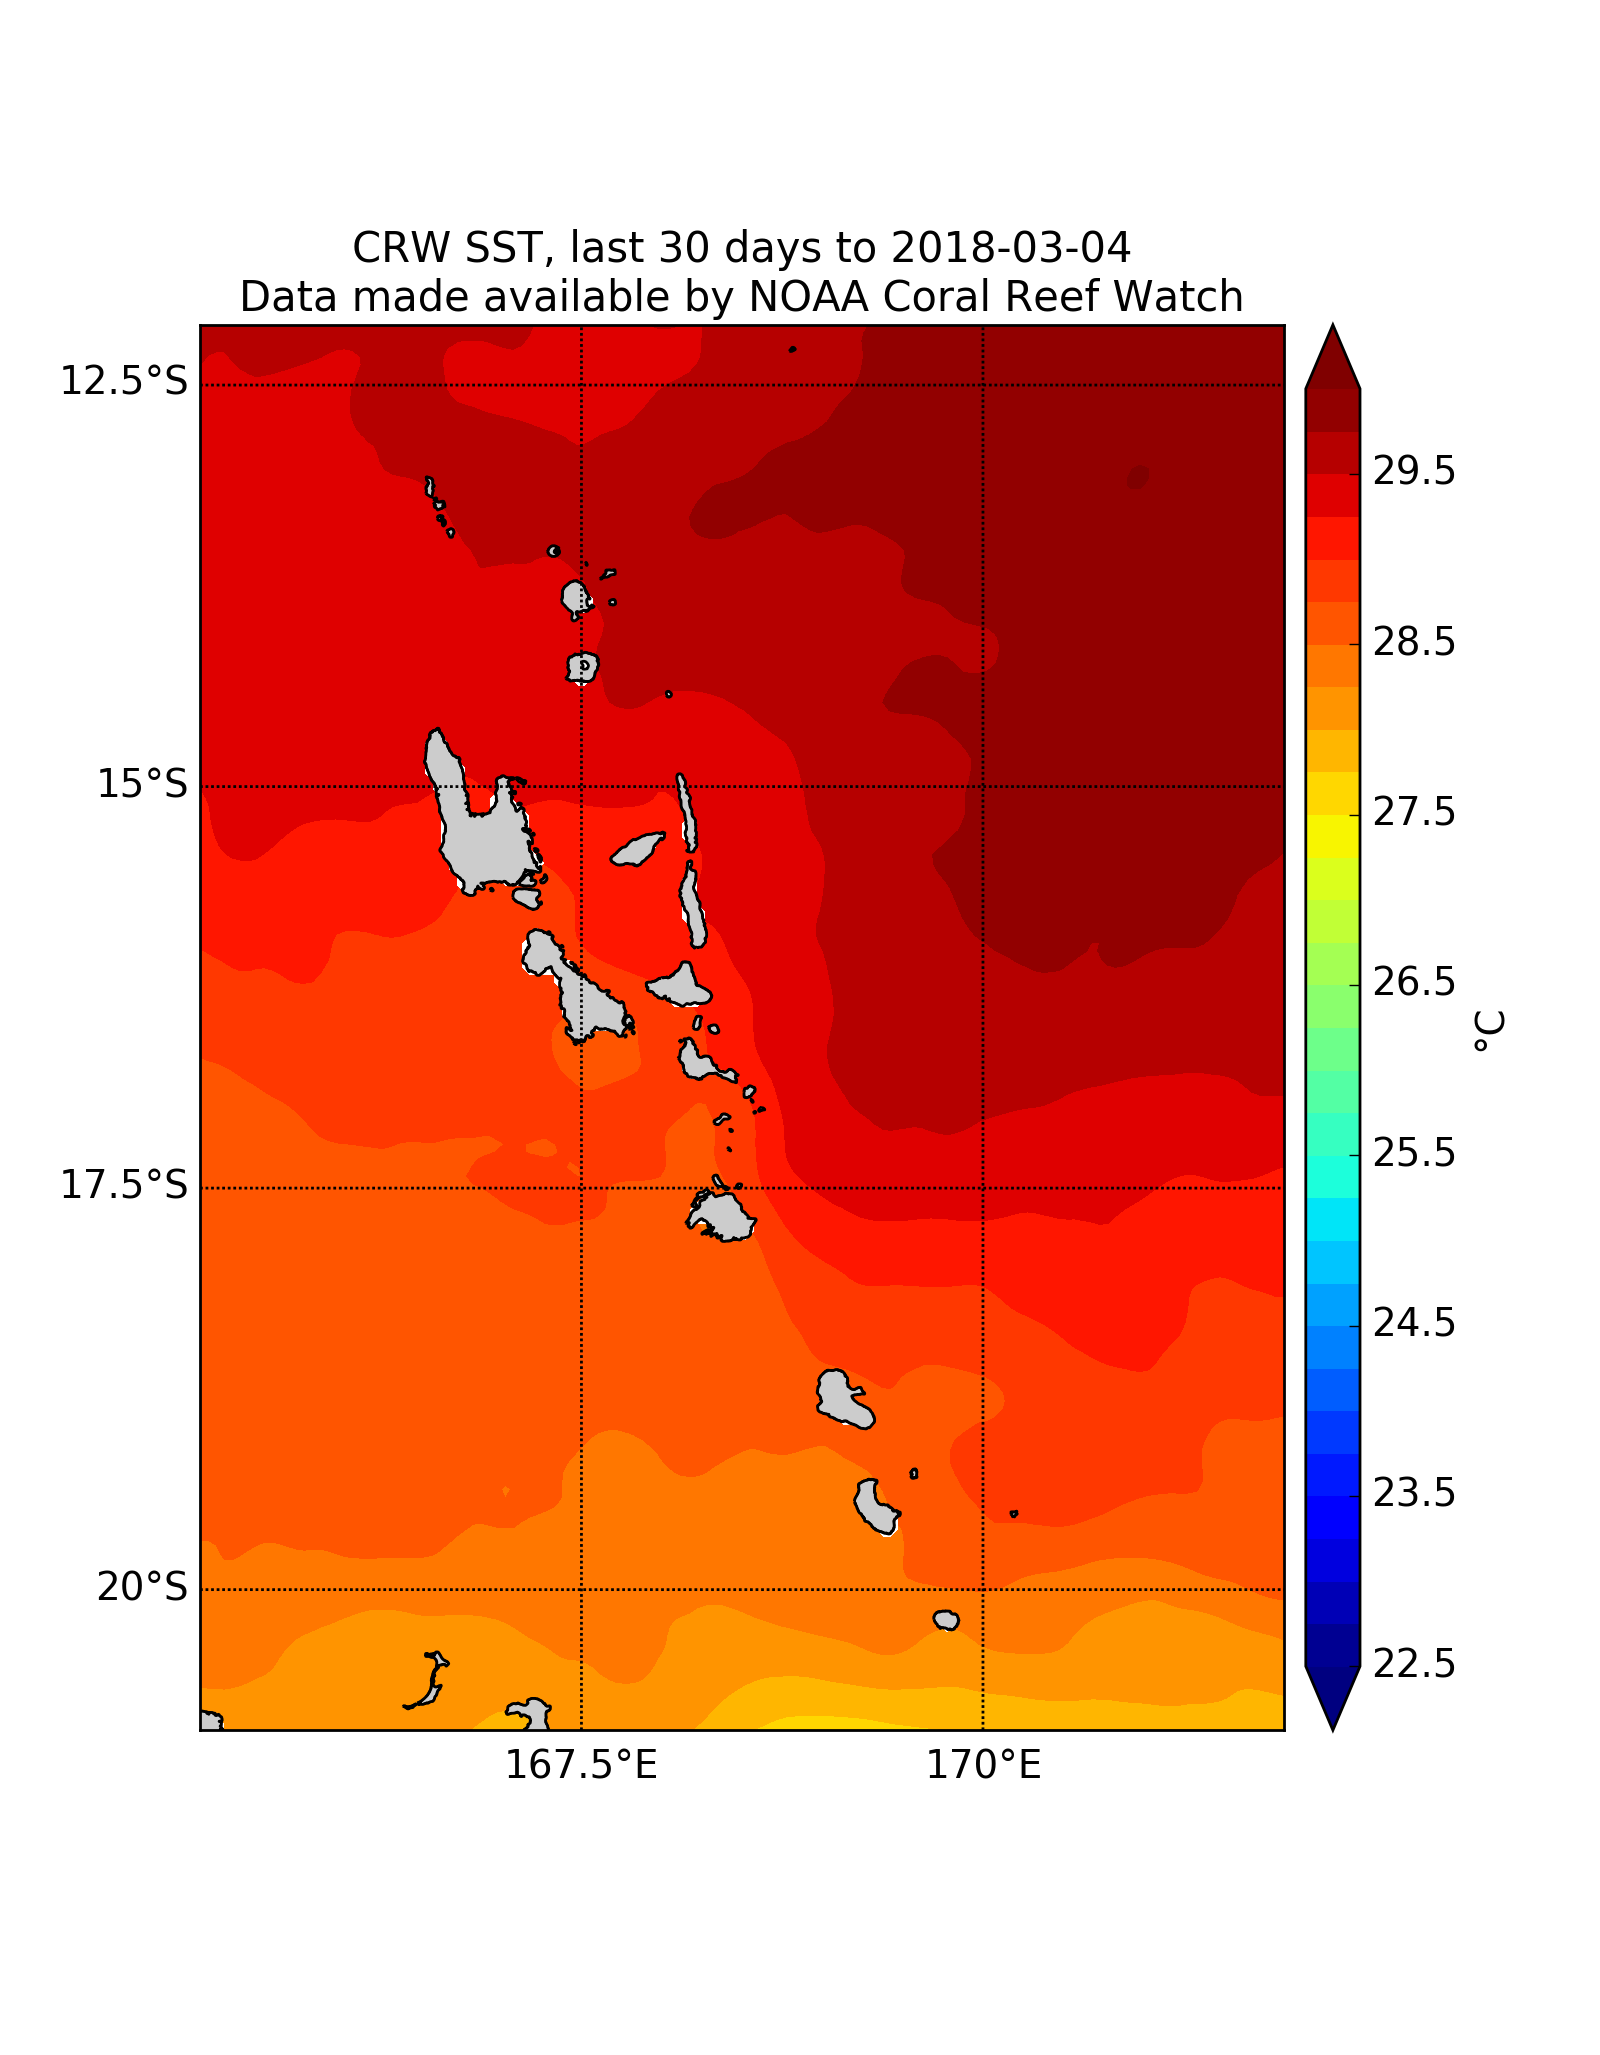 CRW SST, last 30 days to 2018-03-04
Data made available by NOAA Coral Reef Watch
12.5°S
15°S
17.5°S
20°S
167.5°E
170°E
29.5
28.5
27.5
26.5
25.5
24.5
23.5
22.5
°C